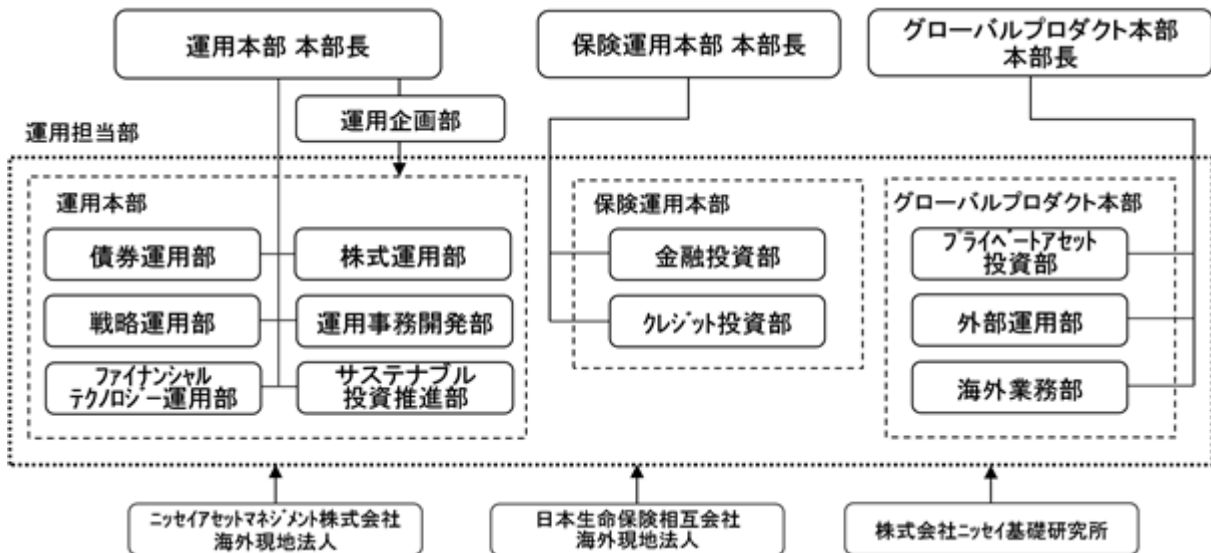 運用本部 本部長
保険運用本部 本部長
グローバルプロダクト本部
本部長
運用企画部
運用担当部
運用本部
債券運用部
株式運用部
戦略運用部
運用事務開発部
ファイナンシャル
テクノロジー運用部
サステナブル
投資推進部
保険運用本部
金融投資部
クレジット投資部
グローバルプロダクト本部
プライベートアセット
投資部
外部運用部
海外業務部
ニッセイアセットマネジメント株式会社
海外現地法人
日本生命保険相互会社
海外現地法人
株式会社ニッセイ基礎研究所